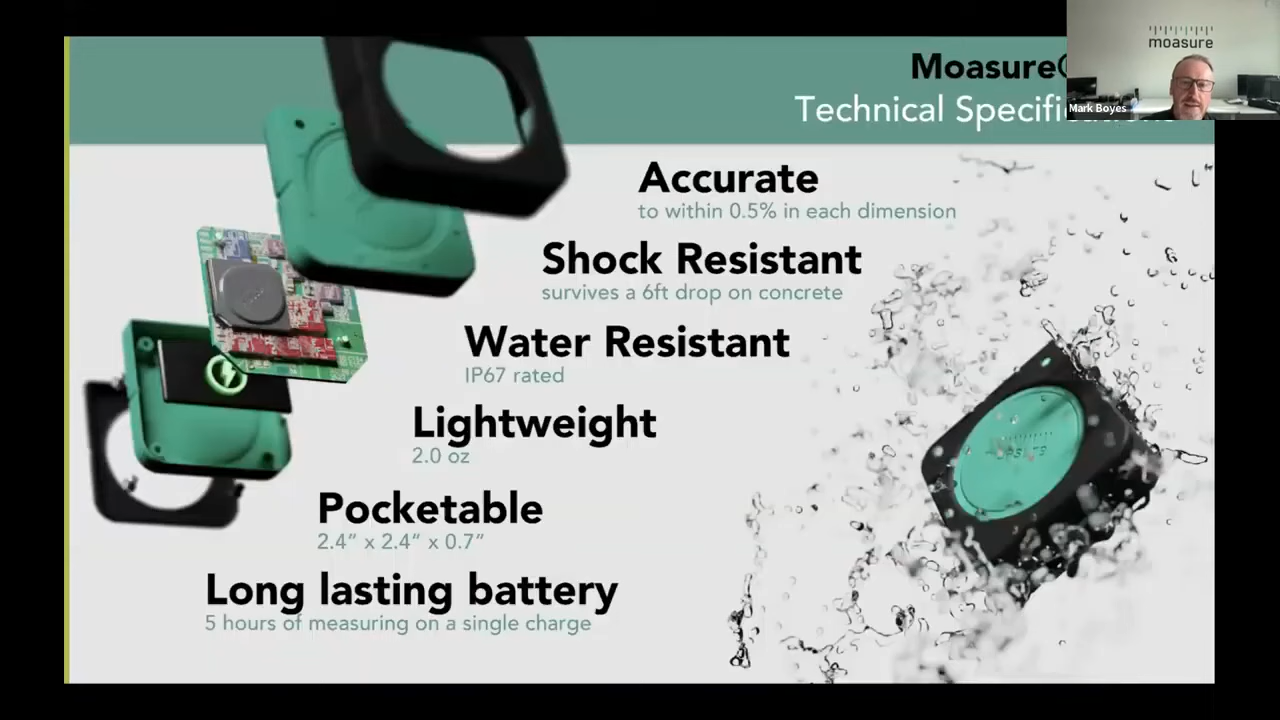 Moasure
moasure
Mark Boyes
Technical
Accurate
to within 0.5% in each dimension
Shock Resistant
survives a 6ft drop on concrete
Water Resistant
IP67 rated
Lightweight
2.0 oz
Pocketable
2.4” x 2.4” x 0.7”
Long lasting battery
5 hours of measuring on a single charge